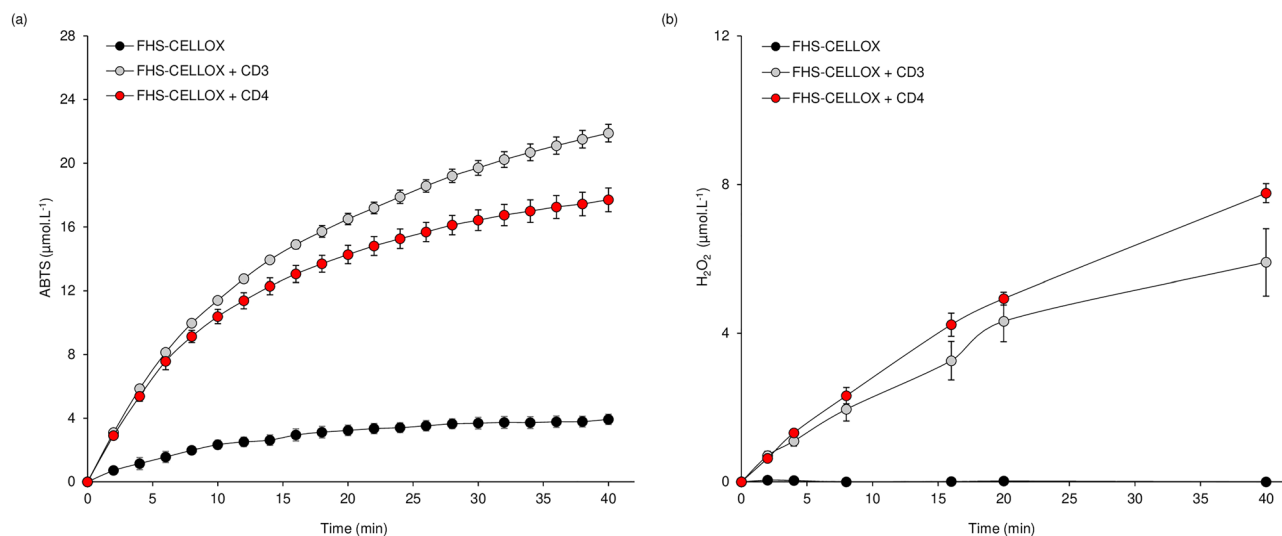 (a)
28
24
20
16
12
8
4
0
ABTS (µmol.L⁻¹)
FHS-CELLOX
FHS-CELLOX + CD3
FHS-CELLOX + CD4
0 5 10 15 20 25 30 35 40
Time (min)
(b)
12
8
4
0
H₂O₂ (µmol.L⁻¹)
FHS-CELLOX
FHS-CELLOX + CD3
FHS-CELLOX + CD4
0 5 10 15 20 25 30 35 40
Time (min)